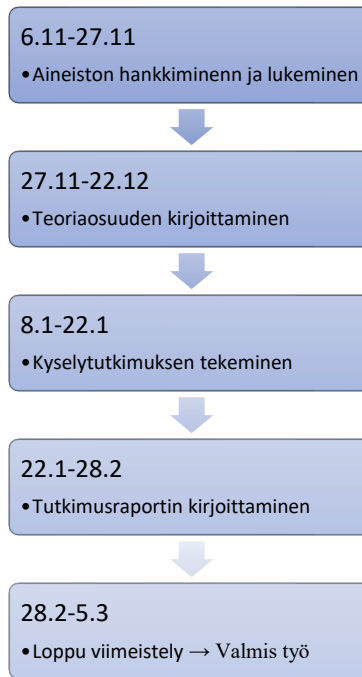 6.11-27.11
•Aineiston hankkiminenn ja lukeminen
27.11-22.12
•Teoriaosuuden kirjoittaminen
8.1-22.1
•Kyselytutkimuksen tekeminen
22.1-28.2
•Tutkimusraportin kirjoittaminen
28.2-5.3
•Loppu viimeistely → Valmis työ